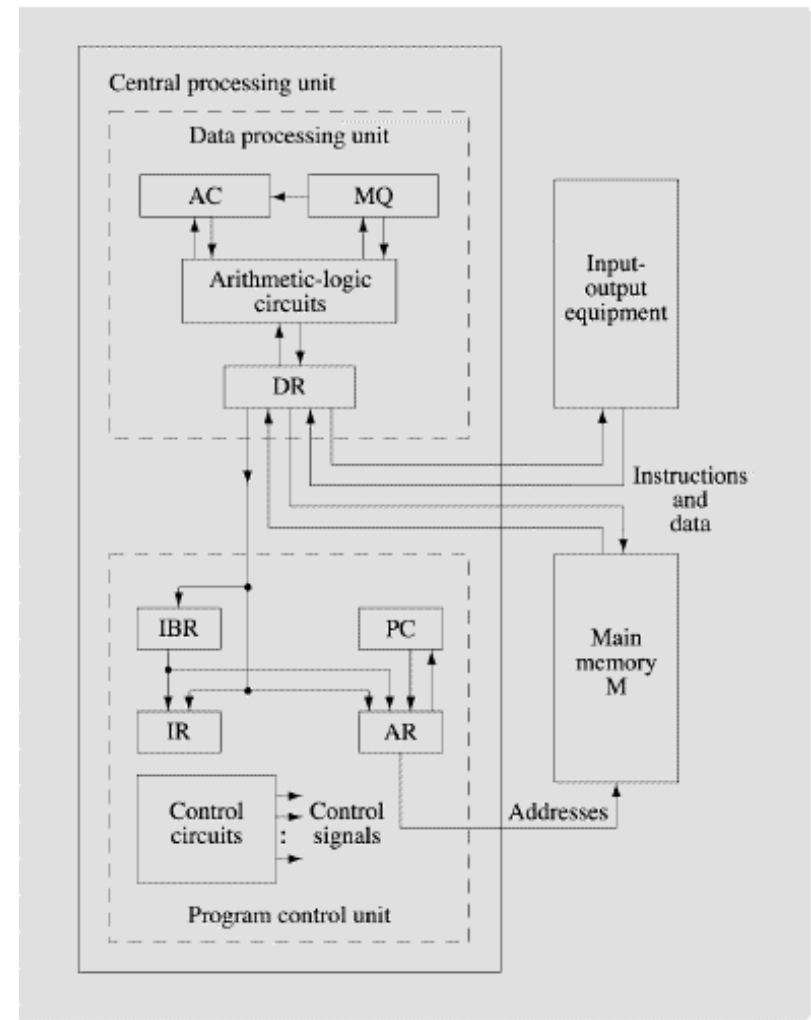 Central processing unit
Data processing unit
AC
MQ
Arithmetic-logic
circuits
DR
Input-
output
equipment
Instructions
and
data
IBR
PC
IR
AR
Main
memory
M
Control
circuits
:
Control
signals
Addresses
Program control unit